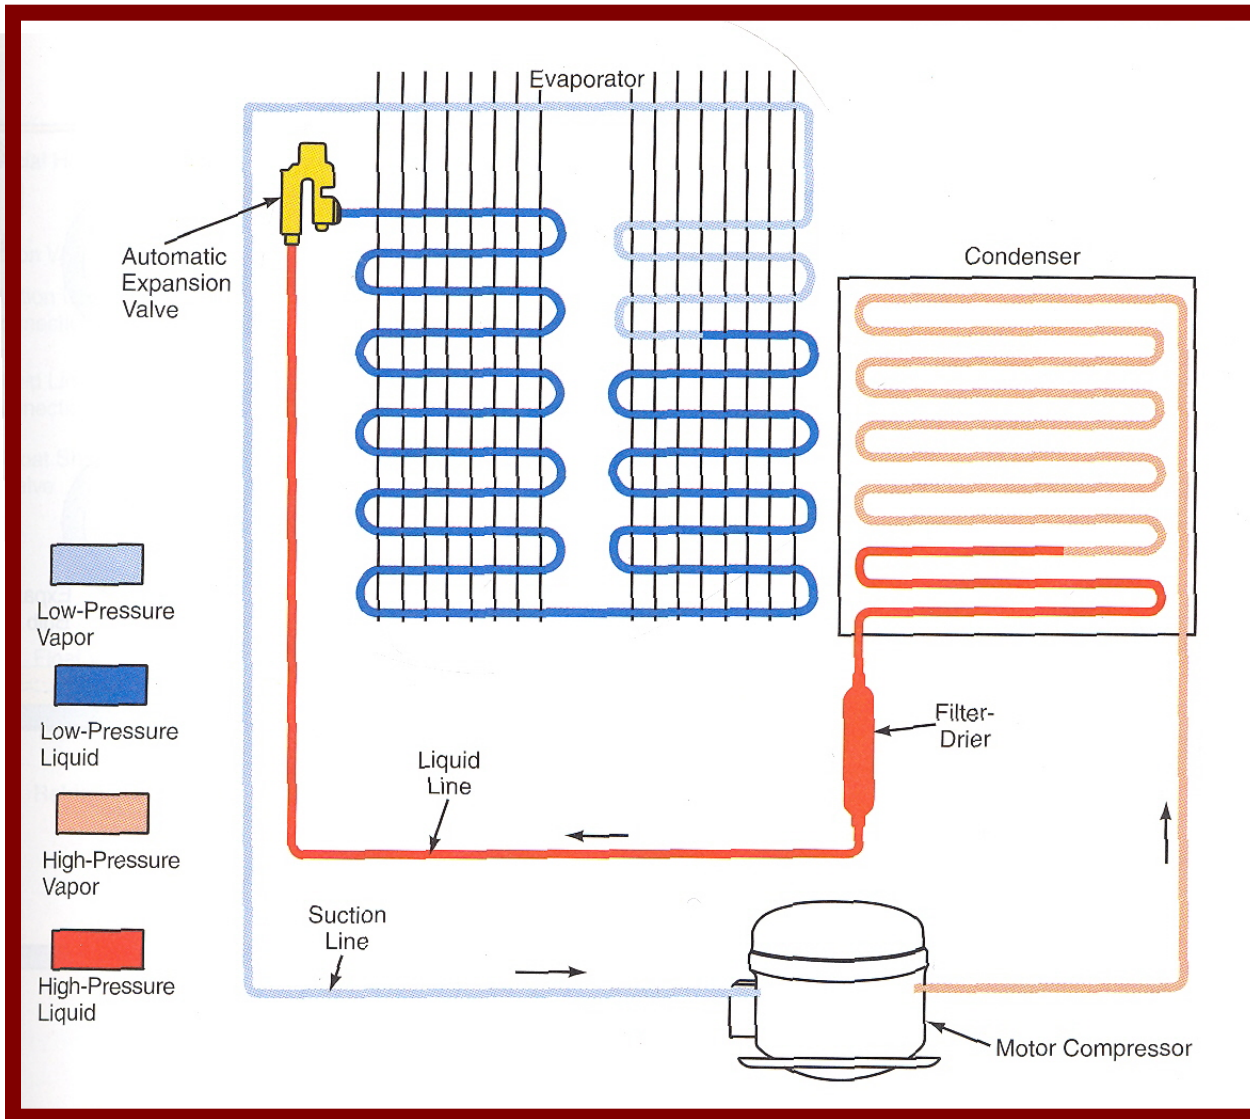 Evaporator
Automatic
Expansion
Valve
Condenser
Low-Pressure
Vapor
Low-Pressure
Liquid
High-Pressure
Vapor
High-Pressure
Liquid
Filter-
Drier
Liquid
Line
Suction
Line
Motor Compressor